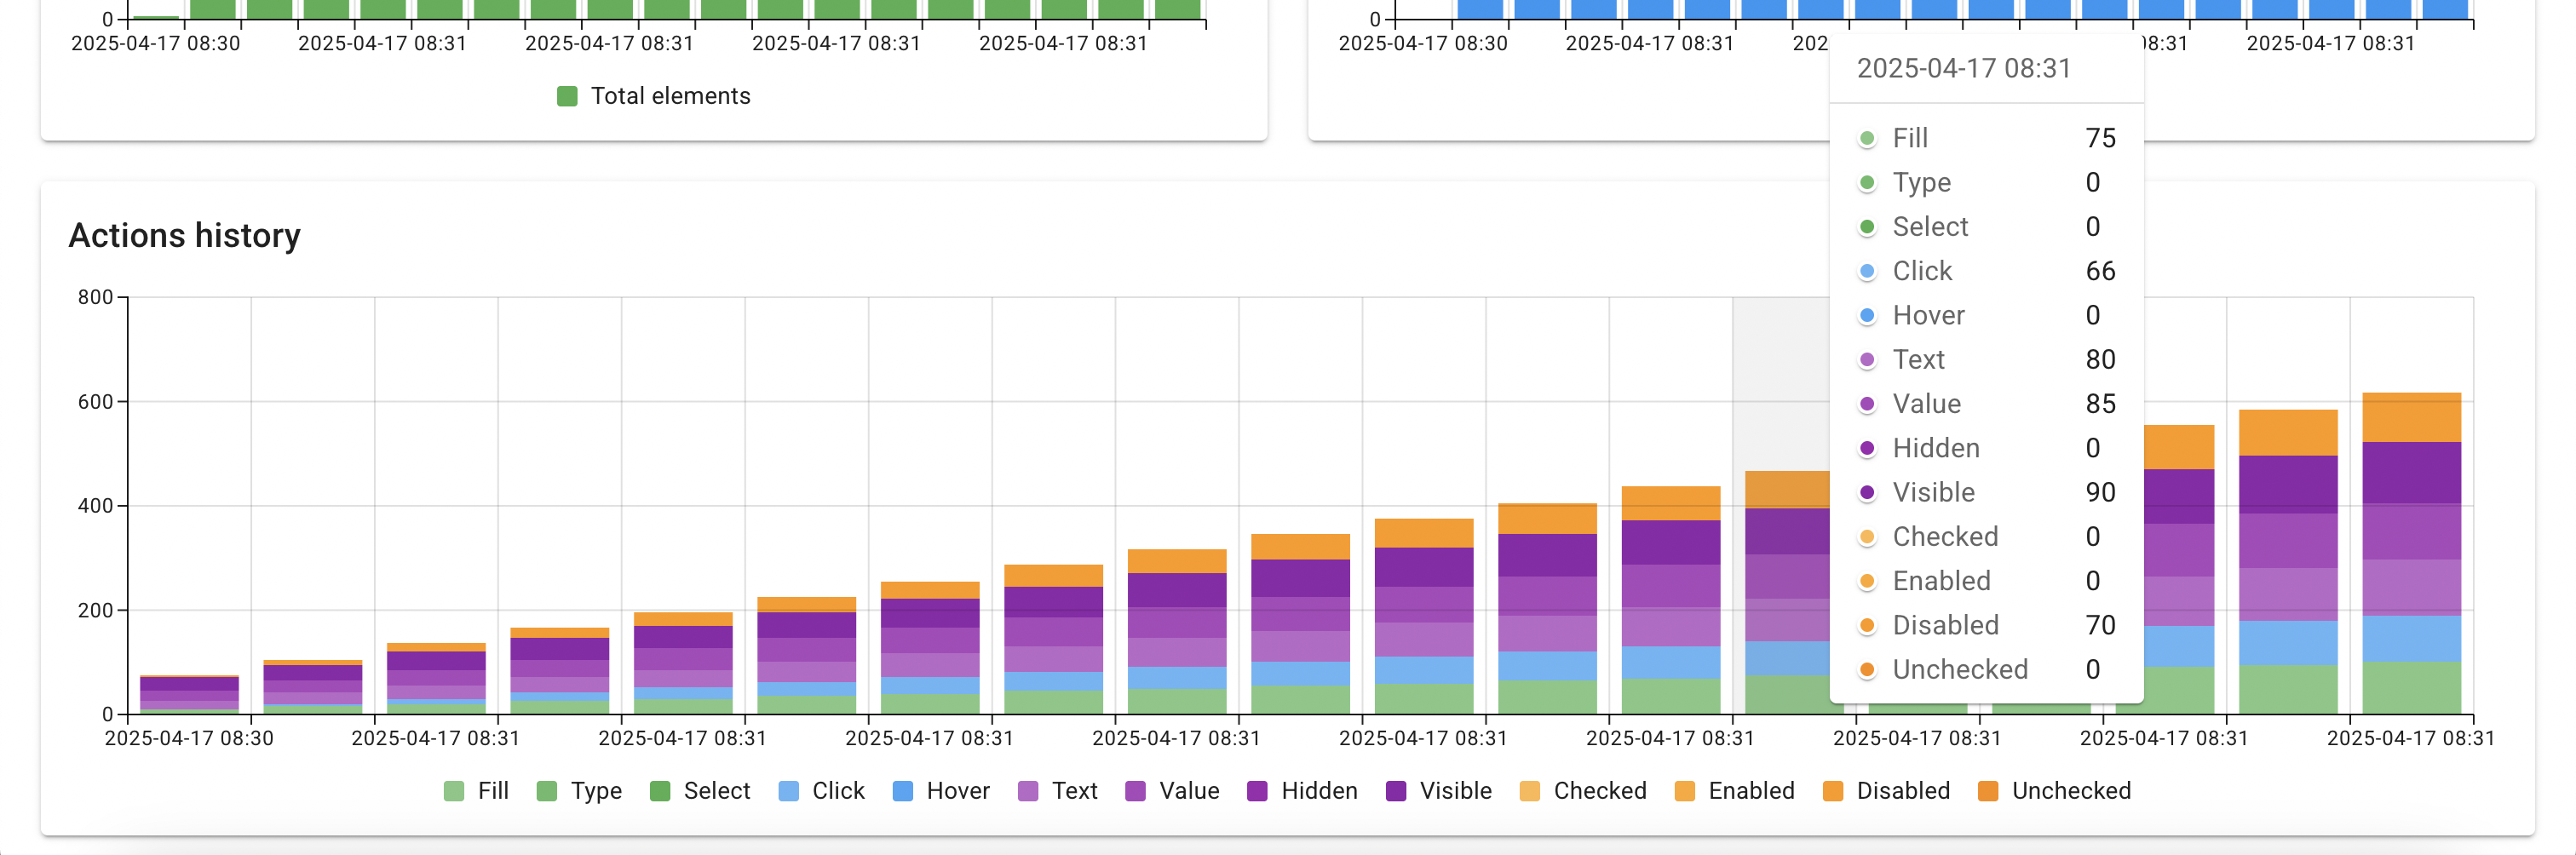 0
2025-04-17 08:30 2025-04-17 08:31 2025-04-17 08:31 2025-04-17 08:31 2025-04-17 08:31
Total elements
0
2025-04-17 08:30 2025-04-17 08:31 202 08:31 2025-04-17 08:31
2025-04-17 08:31
Fill 75
Type 0
Select 0
Click 66
Hover 0
Text 80
Value 85
Hidden 0
Visible 90
Checked 0
Enabled 0
Disabled 70
Unchecked 0
Actions history
800
600
400
200
0
2025-04-17 08:30 2025-04-17 08:31 2025-04-17 08:31 2025-04-17 08:31 2025-04-17 08:31 2025-04-17 08:31 2025-04-17 08:31 2025-04-17 08:31 2025-04-17 08:31 2025-04-17 08:31
Fill Type Select Click Hover Text Value Hidden Visible Checked Enabled Disabled Unchecked